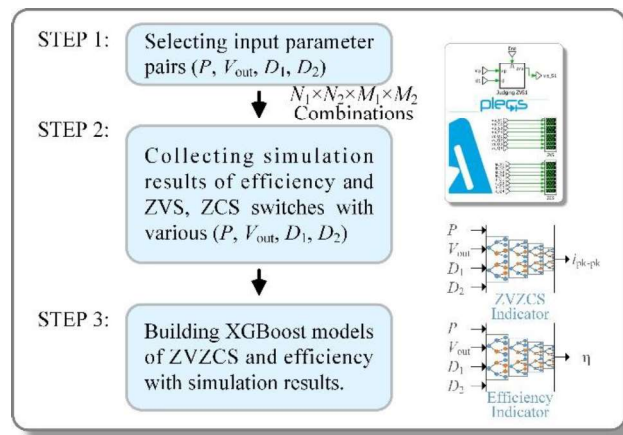 STEP 1:
Selecting input parameter
pairs (P, Vout, D1, D2)
N1×N2×M1×M2
Combinations
STEP 2:
Collecting simulation
results of efficiency and
ZVS, ZCS switches with
various (P, Vout, D1, D2)
STEP 3:
Building XGBoost models
of ZVZCS and efficiency
with simulation results.
plecs
ZVS
ZCS
P
Vout
D1
D2
ipk-pk
ZVZCS
Indicator
P
Vout
D1
D2
η
Efficiency
Indicator